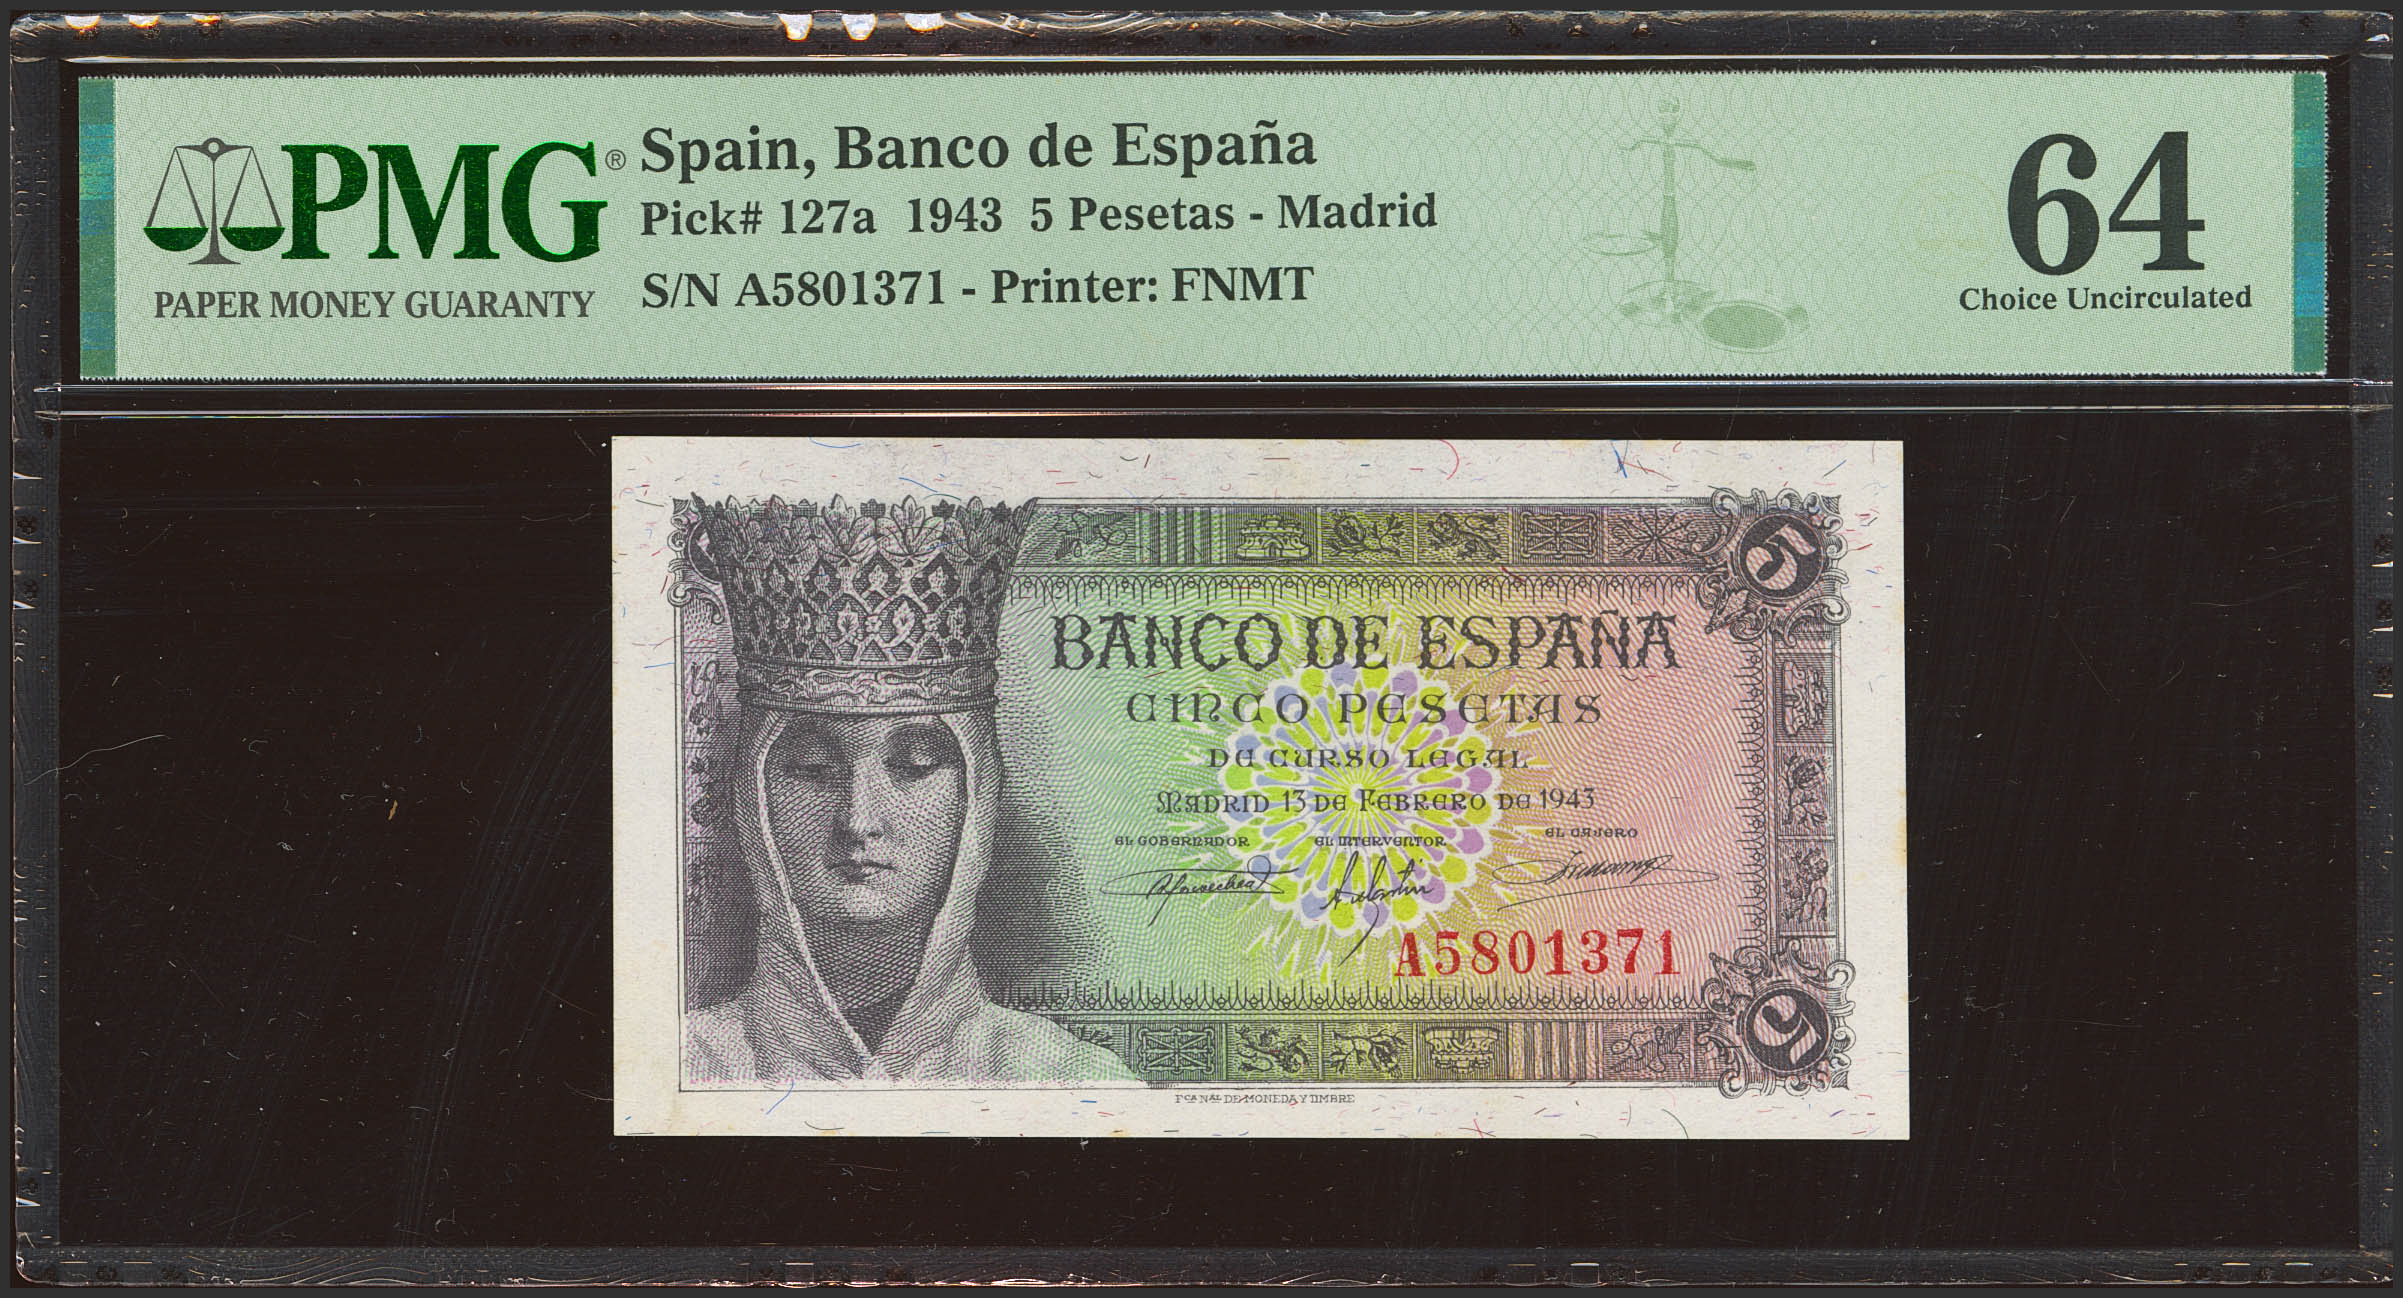 PMG®
PAPER MONEY GUARANTY
Spain, Banco de España
Pick# 127a 1943 5 Pesetas - Madrid
S/N A5801371 - Printer: FNMT
64
Choice Uncirculated
5
BANCO DE ESPAÑA
CINCO PESETAS
DE CURSO LEGAL
MADRID 13 DE FEBRERO DE 1943
EL GOBERNADOR EL INTERVENTOR EL CAJERO
A5801371
5
FCA NAL DE MONEDA Y TIMBRE